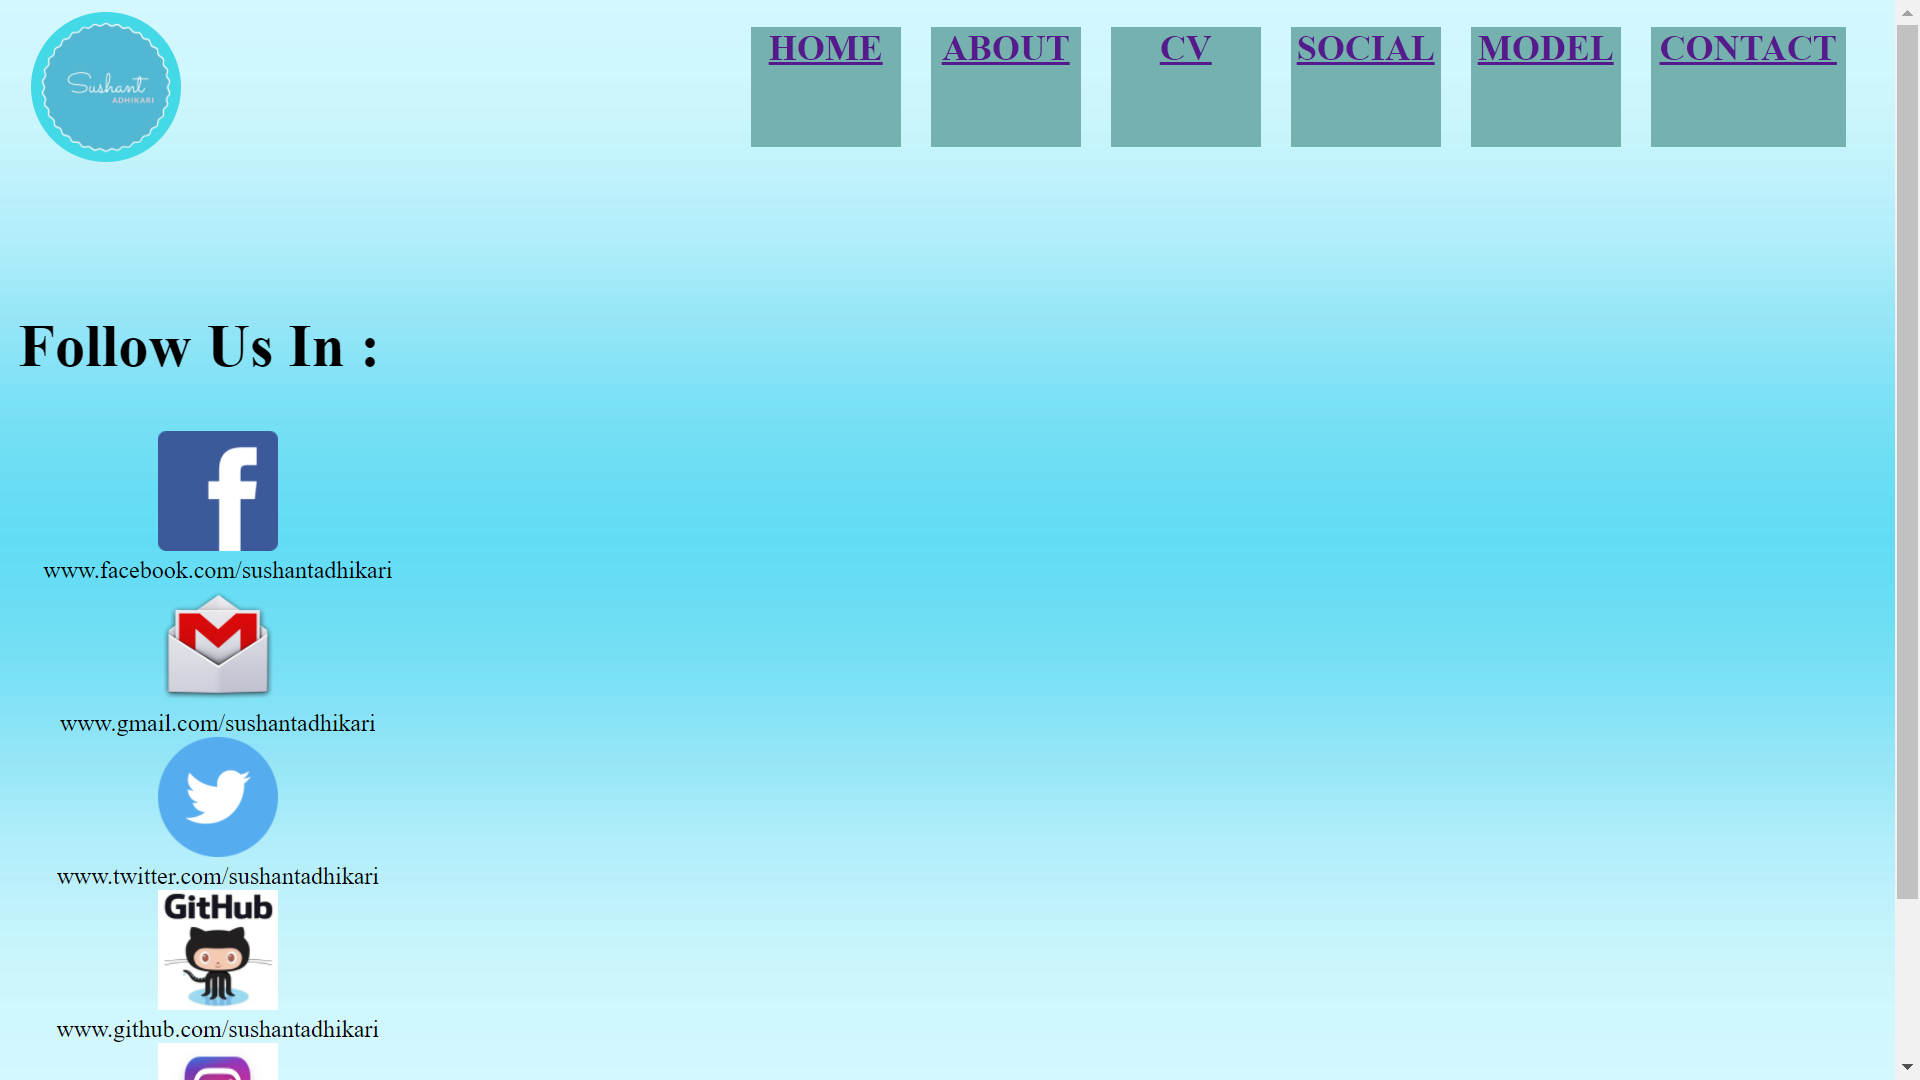 Sushant
ADHIKARI
HOME ABOUT CV SOCIAL MODEL CONTACT
Follow Us In :
www.facebook.com/sushantadhikari
www.gmail.com/sushantadhikari
www.twitter.com/sushantadhikari
GitHub
www.github.com/sushantadhikari